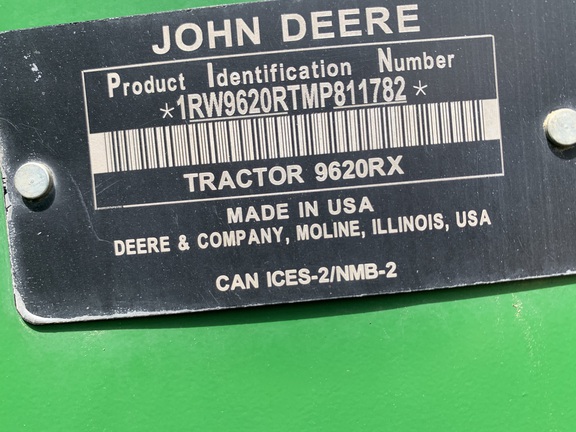 JOHN DEERE
Product Identification Number
*1RW9620RTMP811782*
TRACTOR 9620RX
MADE IN USA
DEERE & COMPANY, MOLINE, ILLINOIS, USA
CAN ICES-2/NMB-2